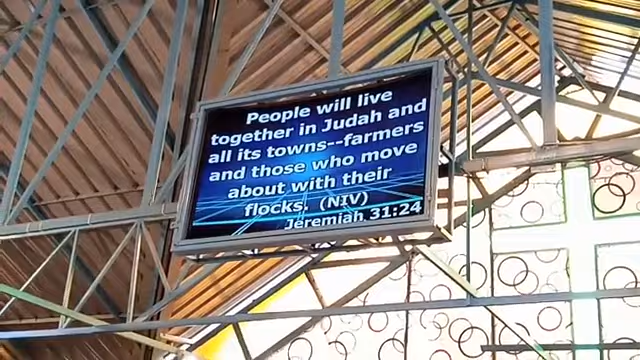 People will live
together in Judah and
all its towns--farmers
and those who move
about with their
flocks. (NIV)
Jeremiah 31:24